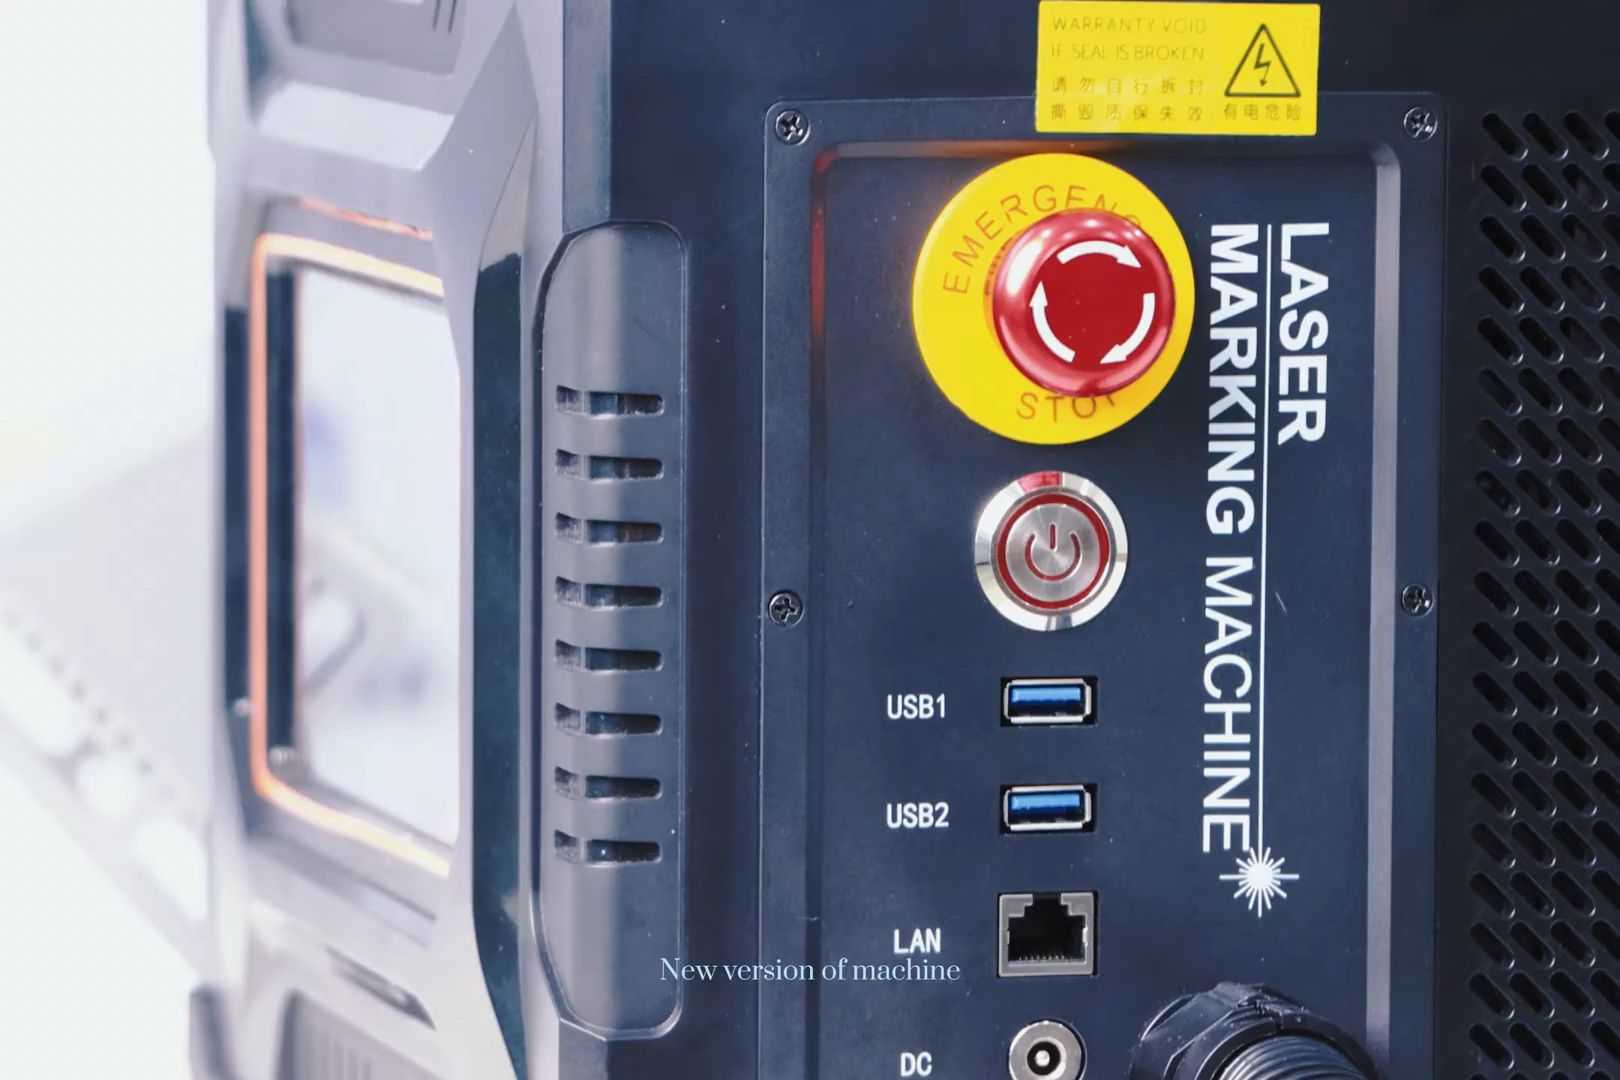 WARRANTY VOID
IF SEAL IS BROKEN
请勿自行拆封
撕毁质保失效
有电危险
EMERGENC
STOP
LASER
MARKING MACHINE
USB1
USB2
LAN
New version of machine
DC